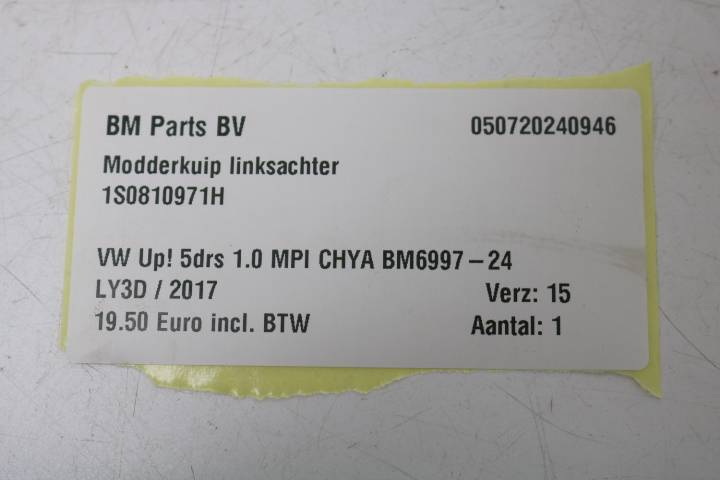 BM Parts BV 050720240946
Modderkuip linksachter
1S0810971H
VW Up! 5drs 1.0 MPI CHYA BM6997-24
LY3D / 2017 Verz: 15
19.50 Euro incl. BTW Aantal: 1